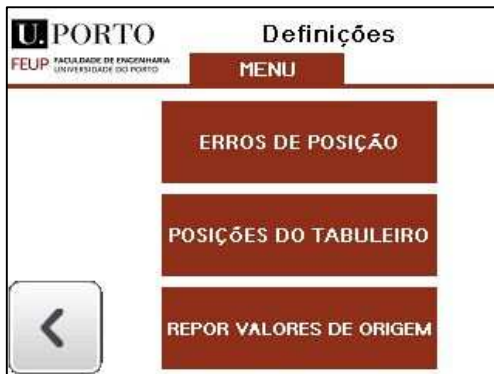 U. PORTO
FEUP FACULDADE DE ENGENHARIA
UNIVERSIDADE DO PORTO
Definições
MENU
ERROS DE POSIÇÃO
POSIÇÕES DO TABULEIRO
REPOR VALORES DE ORIGEM